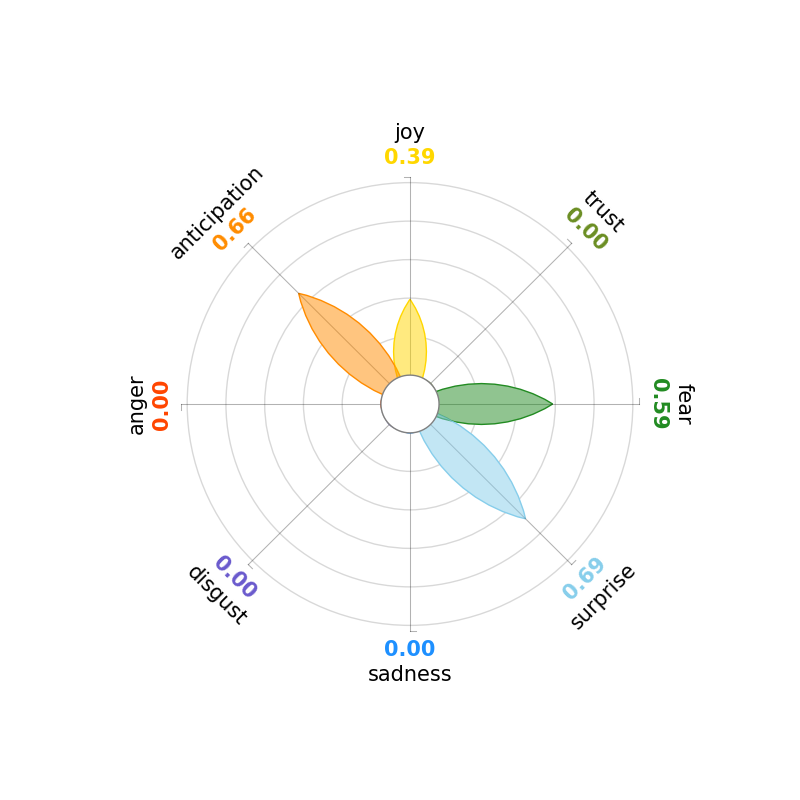 joy
0.39
trust
0.00
fear
0.59
surprise
0.69
0.00
sadness
disgust
0.00
anger
0.00
anticipation
0.66